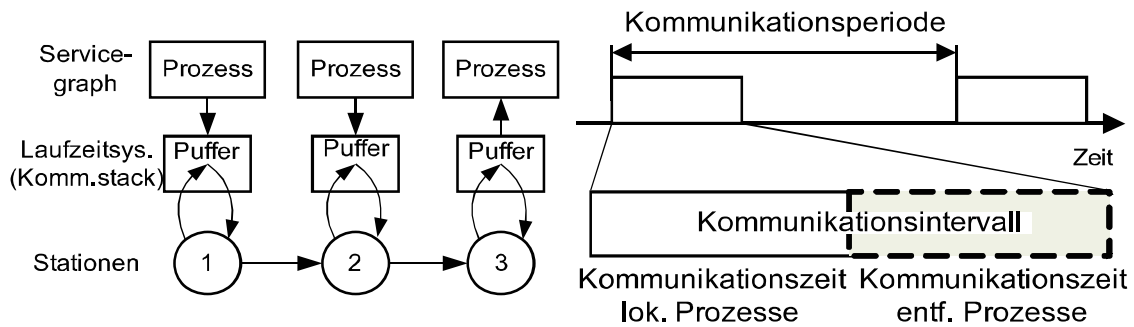 Service-
graph
Prozess
Prozess
Prozess
Laufzeitsys.
(Komm.stack)
Puffer
Puffer
Puffer
Stationen
1
2
3
Kommunikationsperiode
Zeit
Kommunikationsintervall
Kommunikationszeit
lok. Prozesse
Kommunikationszeit
entf. Prozesse